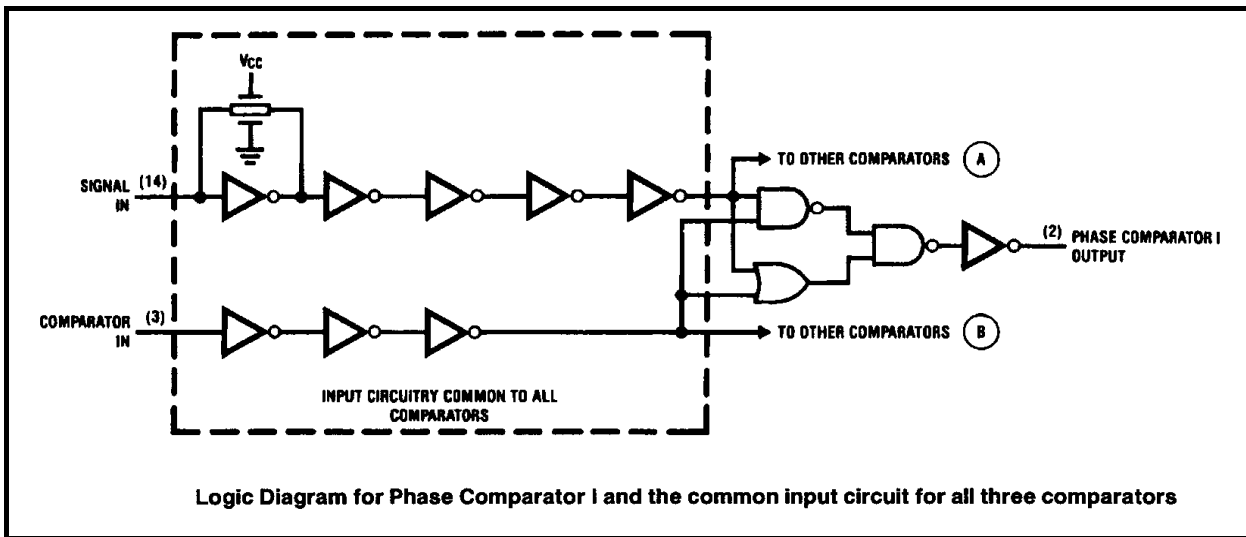 VCC
TO OTHER COMPARATORS A
SIGNAL (14)
IN
(2) PHASE COMPARATOR I
OUTPUT
COMPARATOR (3)
IN
TO OTHER COMPARATORS B
INPUT CIRCUITRY COMMON TO ALL
COMPARATORS
Logic Diagram for Phase Comparator I and the common input circuit for all three comparators